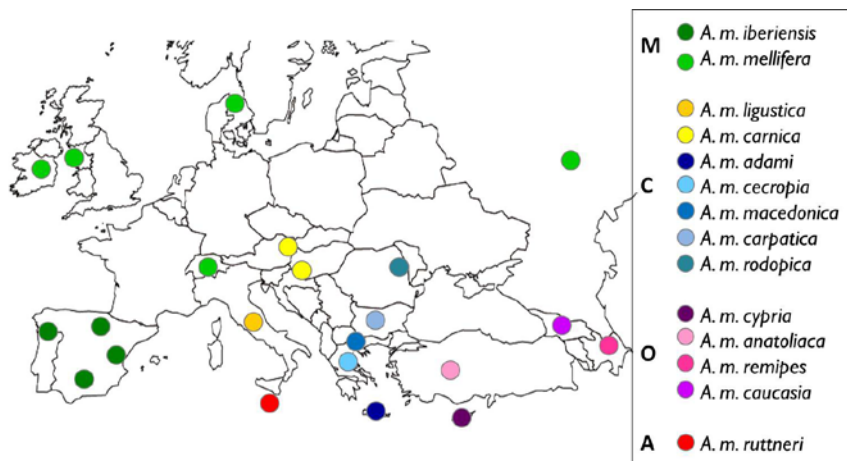 M
A. m. iberiensis
A. m. mellifera
A. m. ligustica
A. m. carnica
A. m. adami
C
A. m. cecropia
A. m. macedonica
A. m. carpatica
A. m. rodopica
A. m. cypria
A. m. anatoliaca
O
A. m. remipes
A. m. caucasia
A
A. m. ruttneri